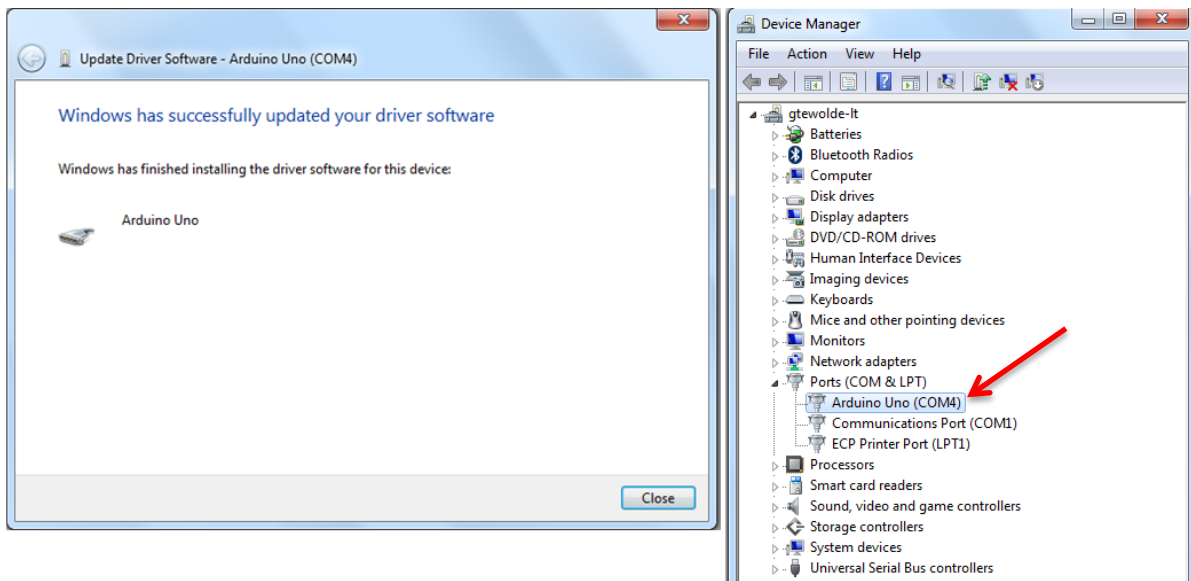 Update Driver Software - Arduino Uno (COM4)
Windows has successfully updated your driver software
Windows has finished installing the driver software for this device:
Arduino Uno
Close
Device Manager
File Action View Help
gtewolde-lt
Batteries
Bluetooth Radios
Computer
Disk drives
Display adapters
DVD/CD-ROM drives
Human Interface Devices
Imaging devices
Keyboards
Mice and other pointing devices
Monitors
Network adapters
Ports (COM & LPT)
Arduino Uno (COM4)
Communications Port (COM1)
ECP Printer Port (LPT1)
Processors
Smart card readers
Sound, video and game controllers
Storage controllers
System devices
Universal Serial Bus controllers